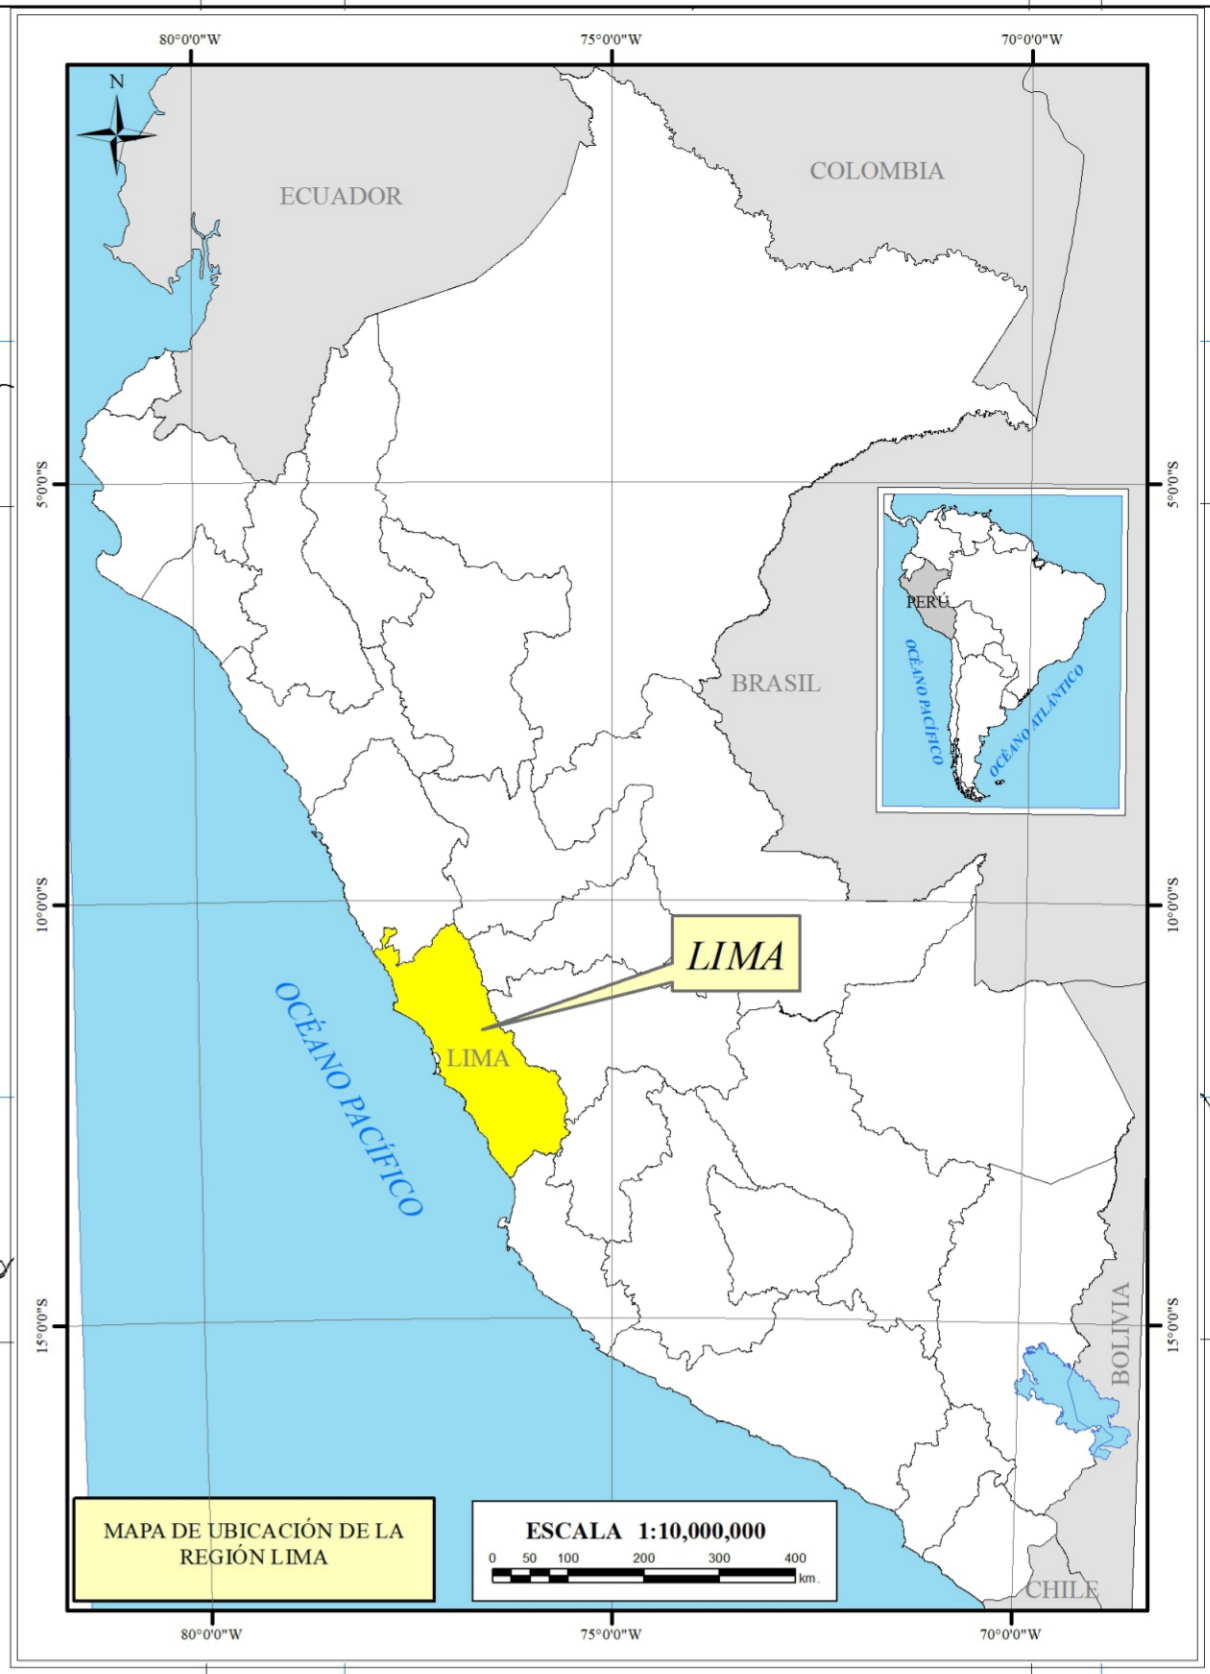 80°0'0"W 75°0'0"W 70°0'0"W
N
COLOMBIA
ECUADOR
5°0'0"S 5°0'0"S
PERÚ
OCÉANO PACÍFICO
OCÉANO ATLÁNTICO
BRASIL
10°0'0"S 10°0'0"S
LIMA
OCÉANO PACÍFICO
LIMA
15°0'0"S 15°0'0"S
BOLIVIA
MAPA DE UBICACIÓN DE LA
REGIÓN LIMA
ESCALA 1:10,000,000
0 50 100 200 300 400
km.
CHILE
80°0'0"W 75°0'0"W 70°0'0"W